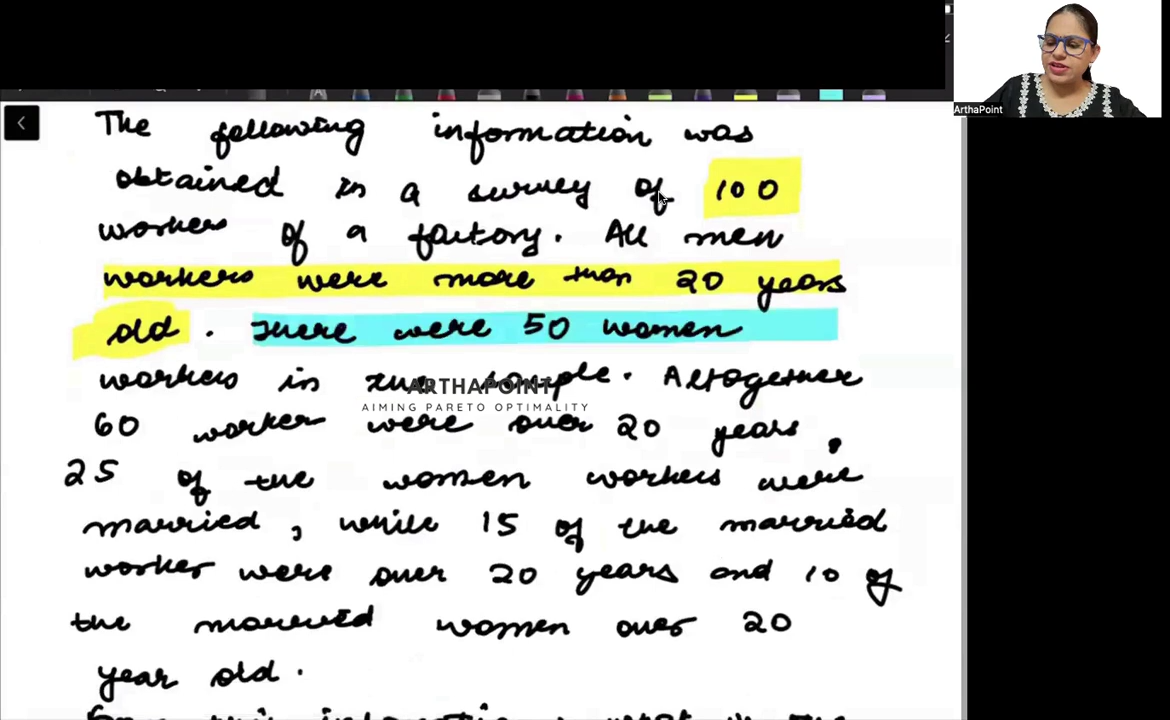 ArthaPoint
The following information was
obtained in a survey of 100
workers of a factory. All men
workers were more than 20 years
old. There were 50 women
workers in the sample. Altogether
60 worker were over 20 years,
25 of the women workers were
married, while 15 of the married
worker were over 20 years and 10 of
the married women over 20
year old.
ARTHAPOINT
AIMING PARETO OPTIMALITY